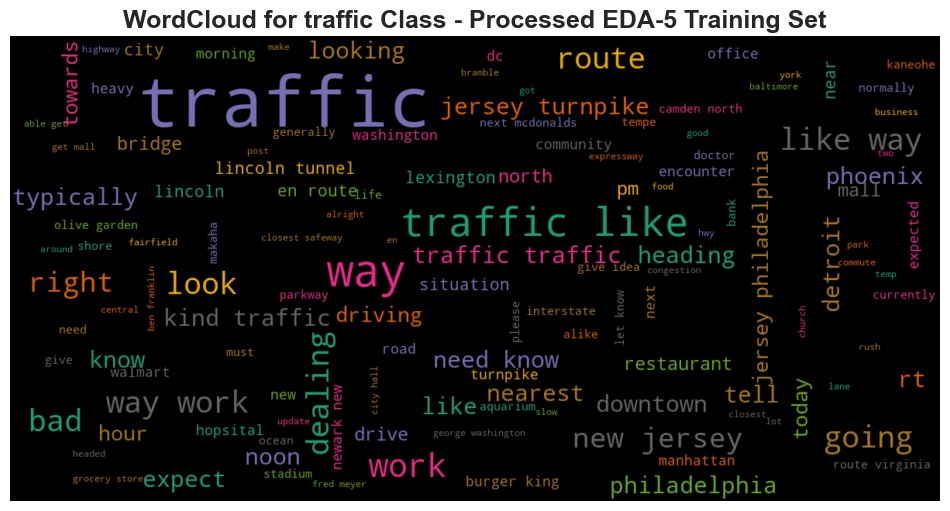 WordCloud for traffic Class - Processed EDA-5 Training Set
highway
city
morning
make
looking
dc
route
office
kaneohe
towards
heavy
traffic
bramble
got
jersey turnpike
york
baltimore
near
normally
able get
get mall
bridge
generally
washington
next mcdonalds
tempe
camden north
good
business
like way
two
post
lincoln tunnel
community
expressway
doctor
encounter
phoenix
mall
typically
lincoln
en route
life
lexington
north
pm
food
bank
jersey philadelphia
expected
olive garden
alright
traffic like
hwy
park
detroit
around
shore
fairfield
makaha
closest safeway
en
traffic traffic
heading
commute
way
give idea
congestion
temp
right
look
situation
currently
central
ben franklin
parkway
please
interstate
let know
next
kind traffic
driving
alike
church
need
must
dealing
road
need know
restaurant
rush
give
know
walmart
turnpike
nearest
tell
rt
lane
way work
new
newark new
city hall
like
aquarium
slow
downtown
closest
lot
today
bad
hour
hopsital
update
drive
george washington
new jersey
going
headed
ocean
noon
work
manhattan
route virginia
grocery store
expect
stadium
fred meyer
burger king
philadelphia